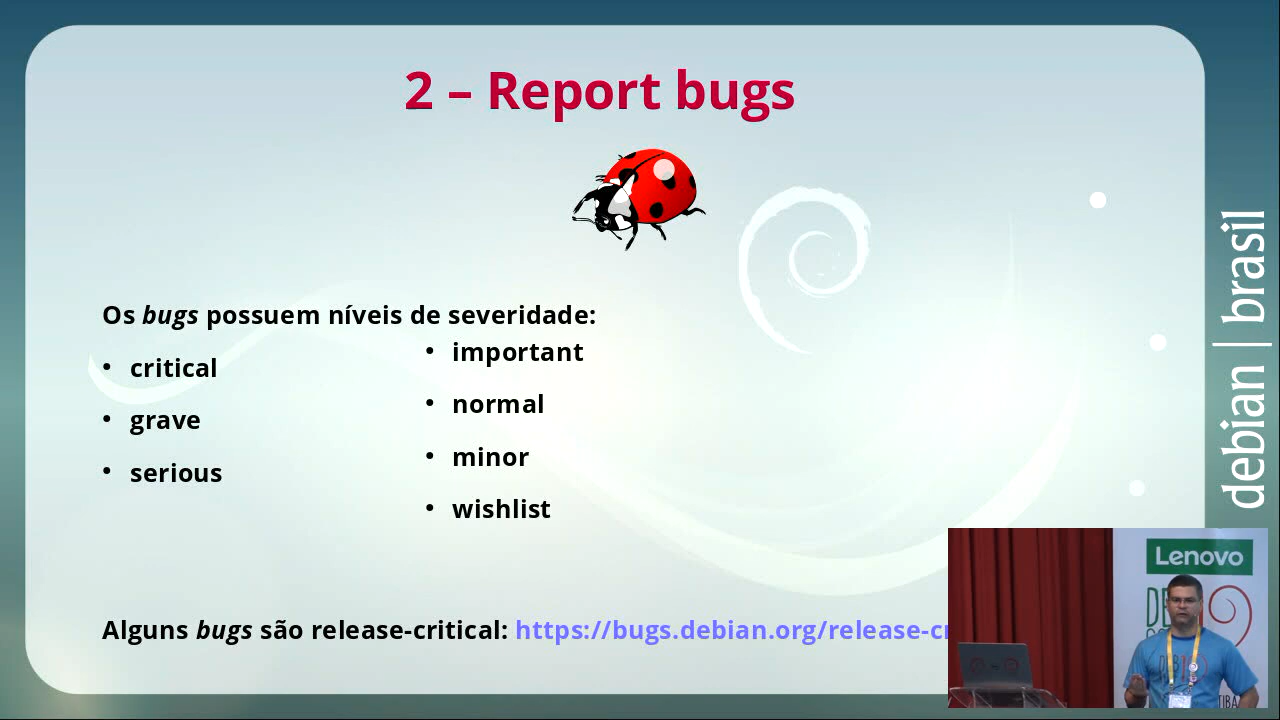 2 – Report bugs
Os bugs possuem níveis de severidade:
• critical
• grave
• serious
• important
• normal
• minor
• wishlist
Alguns bugs são release-critical: https://bugs.debian.org/release-cr
debian | brasil
Lenovo